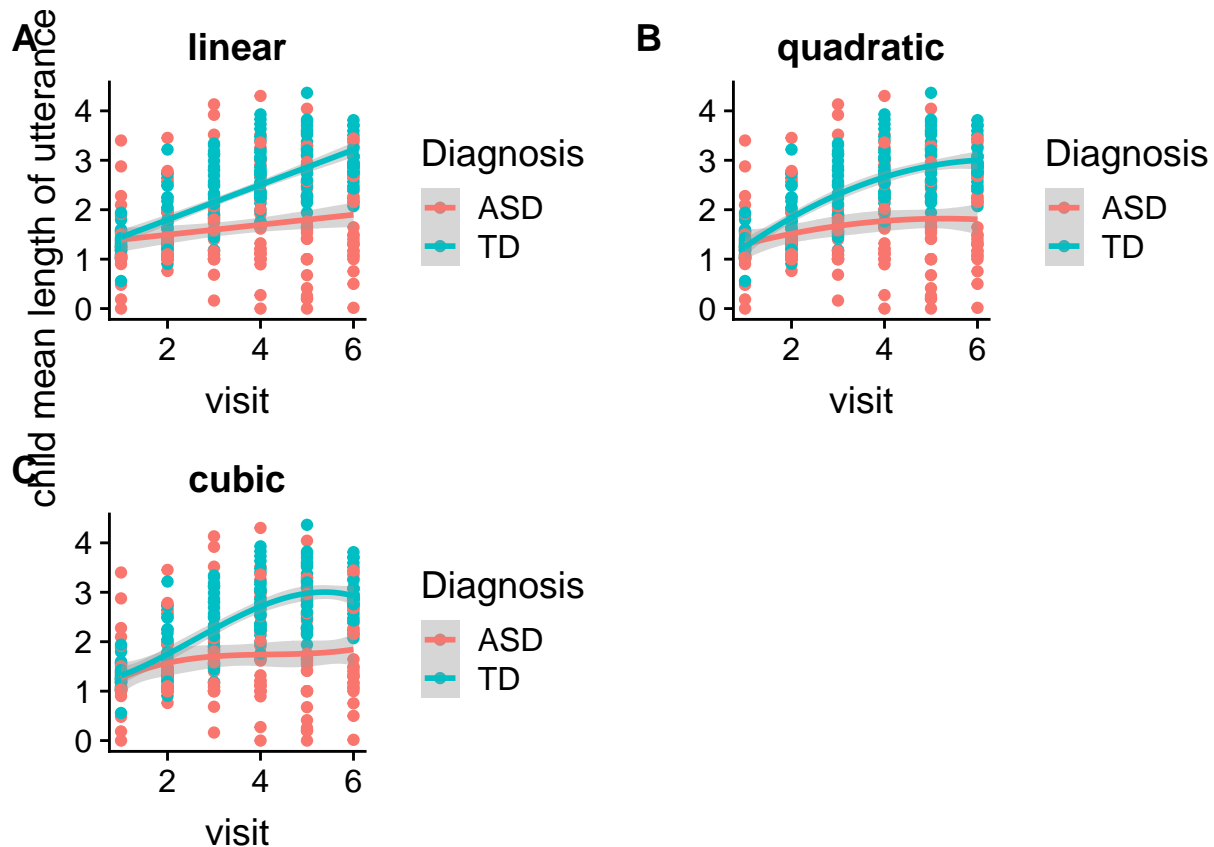 A
linear
child mean length of utterance
4
3
2
1
0
2 4 6
visit
Diagnosis
ASD
TD
B
quadratic
4
3
2
1
0
2 4 6
visit
Diagnosis
ASD
TD
C
cubic
4
3
2
1
0
2 4 6
visit
Diagnosis
ASD
TD